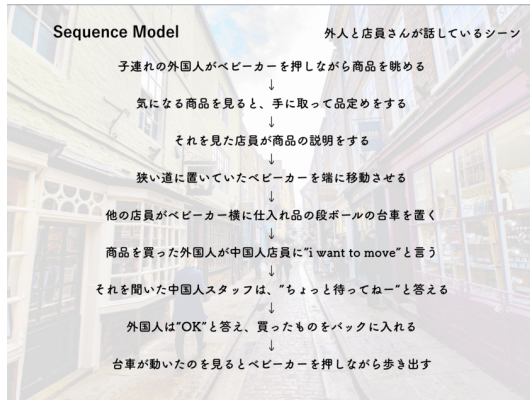 Sequence Model
外人と店員さんが話しているシーン
子連れの外国人がベビーカーを押しながら商品を眺める
↓
気になる商品を見ると、手に取って品定めをする
↓
それを見た店員が商品の説明をする
↓
狭い道に置いていたベビーカーを端に移動させる
↓
他の店員がベビーカー横に仕入れ品の段ボールの台車を置く
↓
商品を買った外国人が中国人店員に"i want to move"と言う
↓
それを聞いた中国人スタッフは、"ちょっと待ってねー"と答える
↓
外国人は"OK"と答え、買ったものをバックに入れる
↓
台車が動いたのを見るとベビーカーを押しながら歩き出す